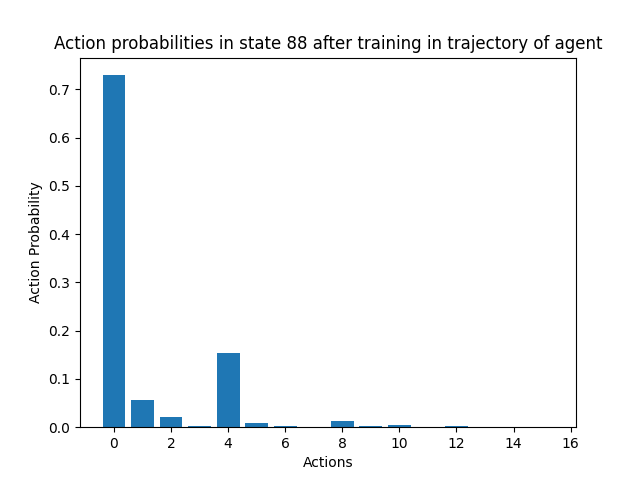 Action probabilities in state 88 after training in trajectory of agent
Action Probability
0.7
0.6
0.5
0.4
0.3
0.2
0.1
0.0
0 2 4 6 8 10 12 14 16
Actions